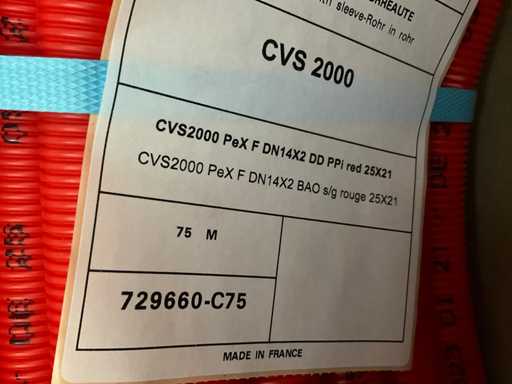 sleeve-Rohr in rohr
CVS 2000
CVS2000 PeX F DN14X2 DD PPi red 25X21
CVS2000 PeX F DN14X2 BAO s/g rouge 25X21
75 M
729660-C75
MADE IN FRANCE